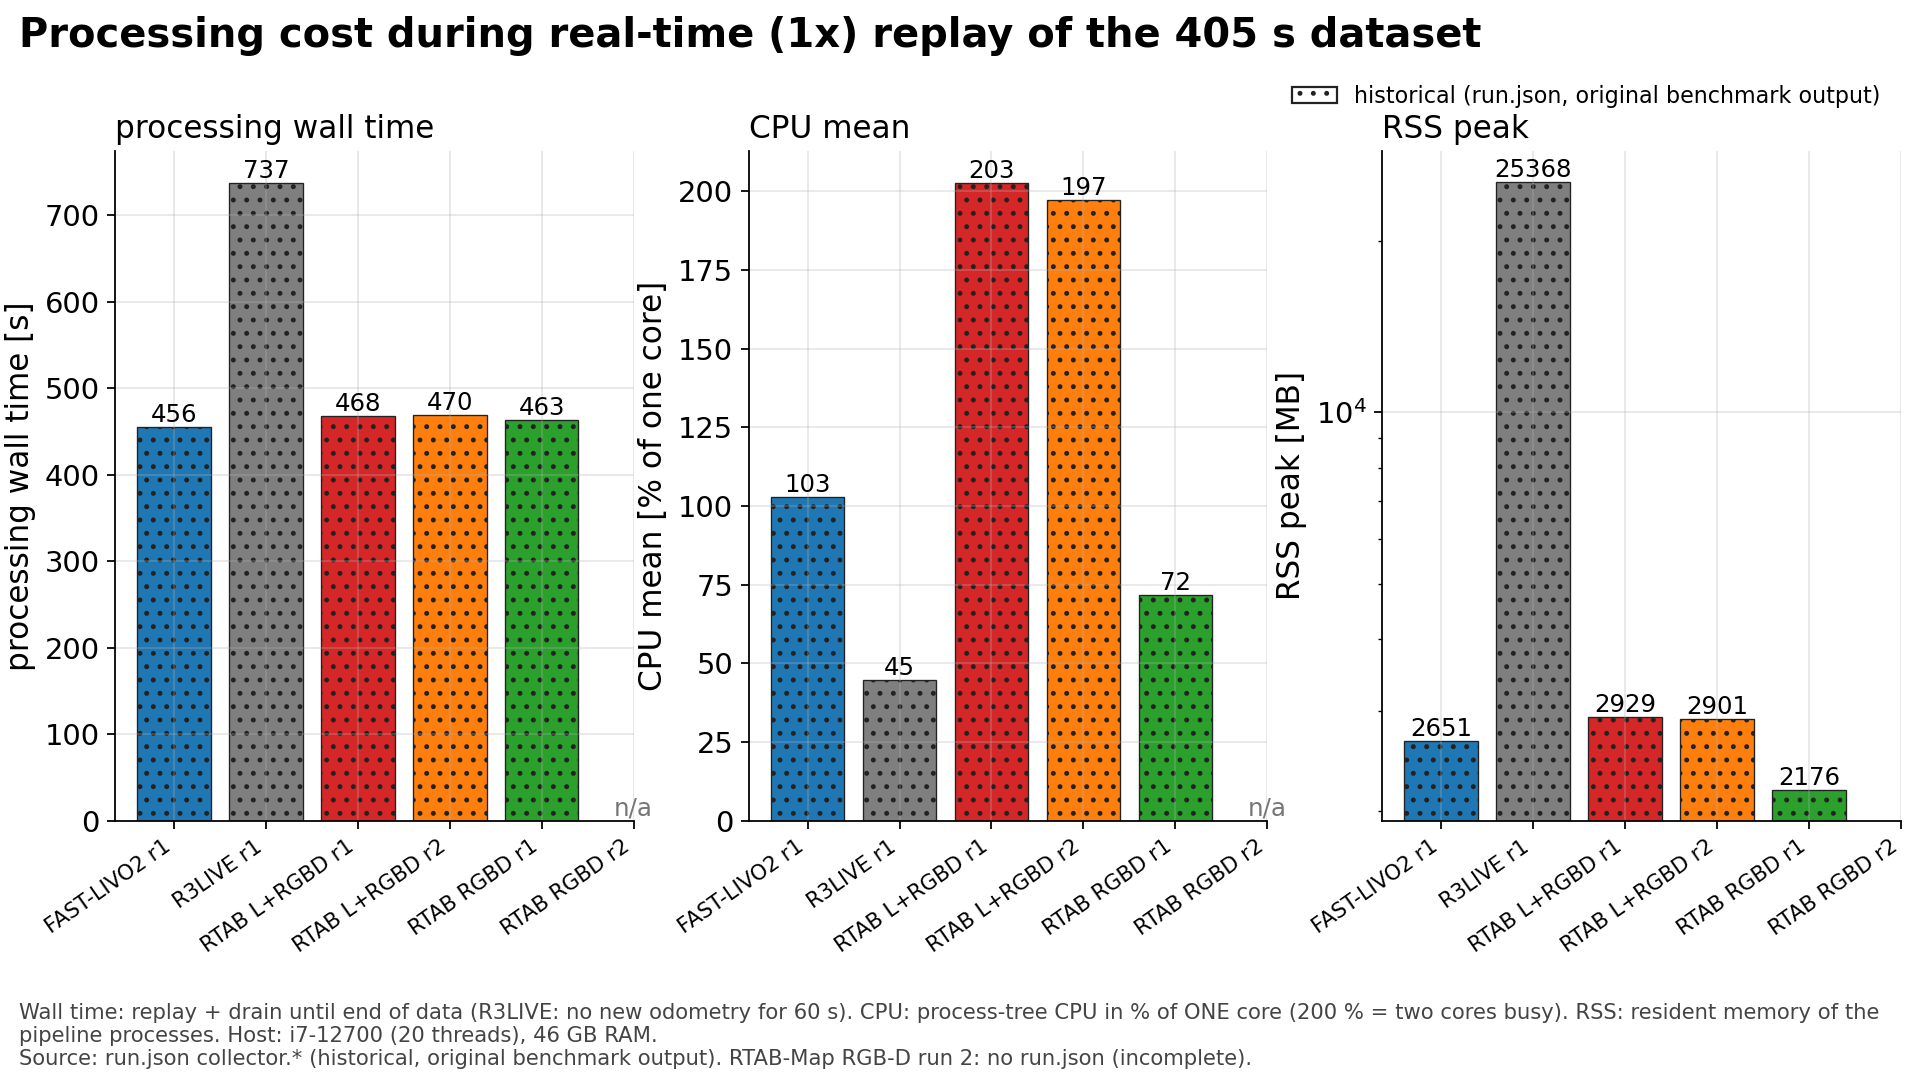 Processing cost during real-time (1x) replay of the 405 s dataset
historical (run.json, original benchmark output)
processing wall time
processing wall time [s]
700
600
500
400
300
200
100
0
456
737
468
470
463
n/a
FAST-LIVO2 r1
R3LIVE r1
RTAB L+RGBD r1
RTAB L+RGBD r2
RTAB RGBD r1
RTAB RGBD r2
CPU mean
CPU mean [% of one core]
200
175
150
125
100
75
50
25
0
103
45
203
197
72
n/a
FAST-LIVO2 r1
R3LIVE r1
RTAB L+RGBD r1
RTAB L+RGBD r2
RTAB RGBD r1
RTAB RGBD r2
RSS peak
RSS peak [MB]
10⁴
2651
25368
2929
2901
2176
FAST-LIVO2 r1
R3LIVE r1
RTAB L+RGBD r1
RTAB L+RGBD r2
RTAB RGBD r1
RTAB RGBD r2
Wall time: replay + drain until end of data (R3LIVE: no new odometry for 60 s). CPU: process-tree CPU in % of ONE core (200 % = two cores busy). RSS: resident memory of the
pipeline processes. Host: i7-12700 (20 threads), 46 GB RAM.
Source: run.json collector.* (historical, original benchmark output). RTAB-Map RGB-D run 2: no run.json (incomplete).